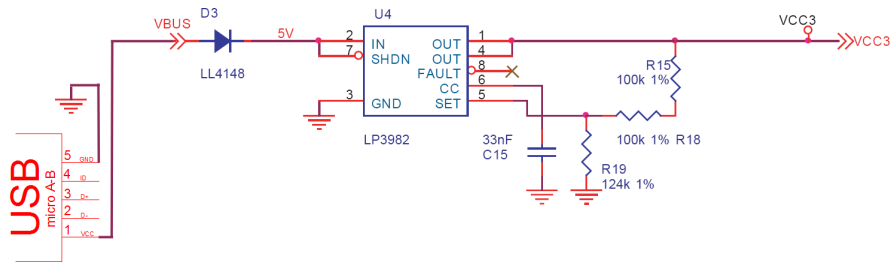 D3
VBUS
5V
LL4148
U4
2 IN OUT 1
7 SHDN OUT 4
FAULT 8
CC 6
3 GND SET 5
LP3982
VCC3
VCC3
R15
100k 1%
100k 1% R18
33nF
C15
R19
124k 1%
USB
micro A-B
5 GND
4 ID
3 D+
2 D-
1 VCC